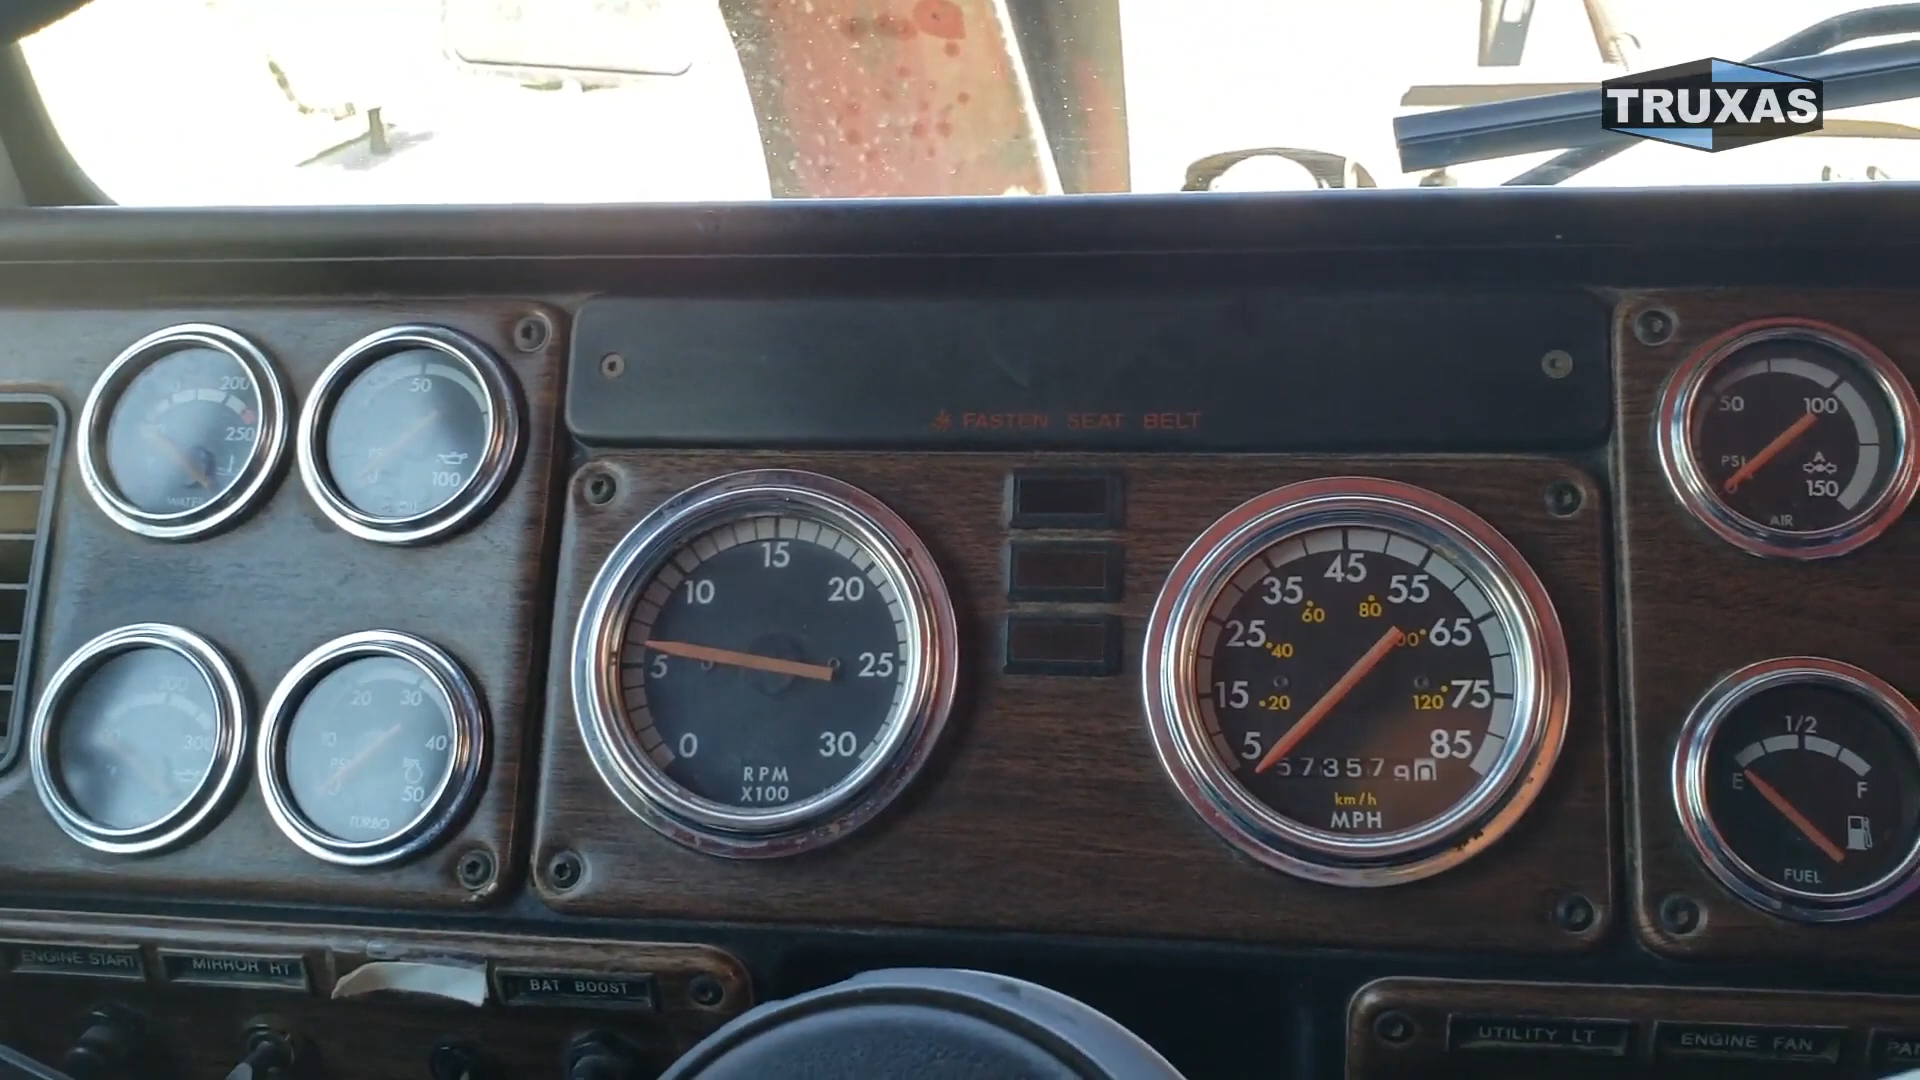 TRUXAS
FASTEN SEAT BELT
200
250
WATER
50
100
200
300
20 30
40
50
TURBO
10 15 20
5 25
0 30
RPM
X100
35 45 55
60 80
25 40 65
15 20 120 75
5 85
57357
km/h
MPH
50 100
PSI
A
150
AIR
1/2
E F
FUEL
ENGINE START
MIRROR HT
BAT BOOST
UTILITY LT
ENGINE FAN